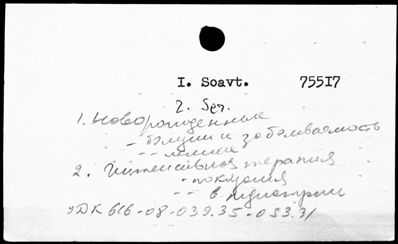 I. Soavt. 75517
2. Ser.
1. Новорожденные
- болезни и заболеваемость
-- лечение
2. Интенсивная терапия
- показания
-- в педиатрии
УДК 616-08-039.35-053.31